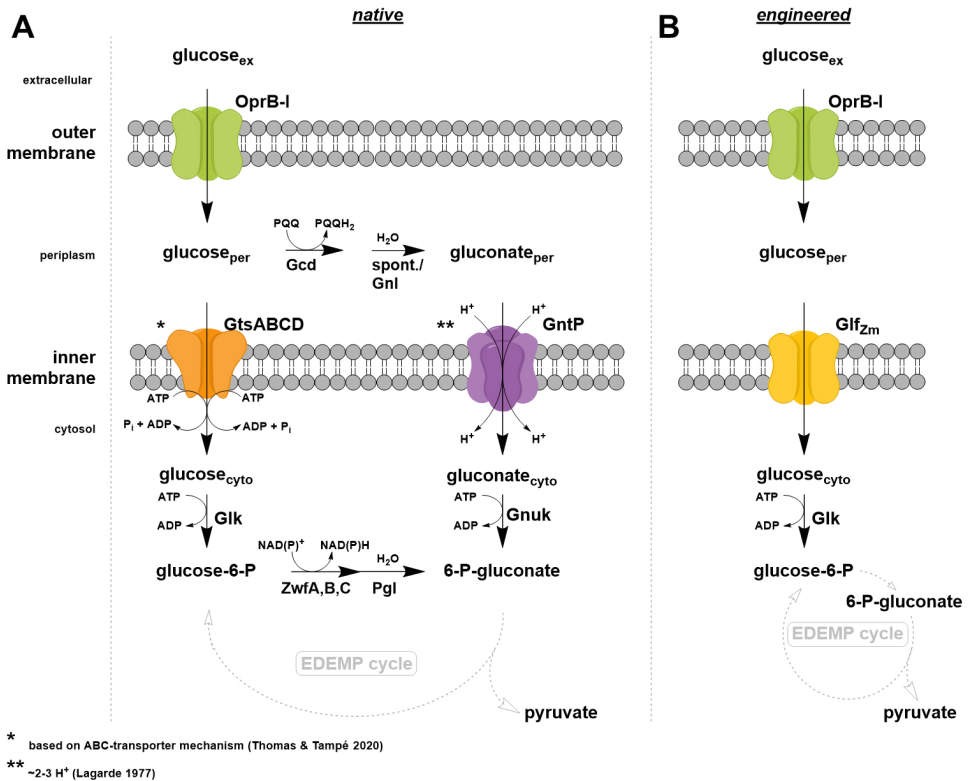 A
native
glucoseex
extracellular
OprB-I
outer
membrane
periplasm
glucoseper
PQQ
PQQH2
Gcd
H2O
spont./
Gnl
gluconateper
*
GtsABCD
**
H+
H+
GntP
inner
membrane
ATP
ATP
cytosol
Pi + ADP
ADP + Pi
H+
H+
glucosecyto
gluconatecyto
ATP
ADP
Glk
ATP
ADP
Gnuk
glucose-6-P
NAD(P)+
NAD(P)H
H2O
ZwfA,B,C
Pgl
6-P-gluconate
EDEMP cycle
pyruvate
B
engineered
glucoseex
OprB-I
glucoseper
GlfZm
glucosecyto
ATP
ADP
Glk
glucose-6-P
6-P-gluconate
EDEMP cycle
pyruvate
* based on ABC-transporter mechanism (Thomas & Tampé 2020)
** ~2-3 H+ (Lagarde 1977)